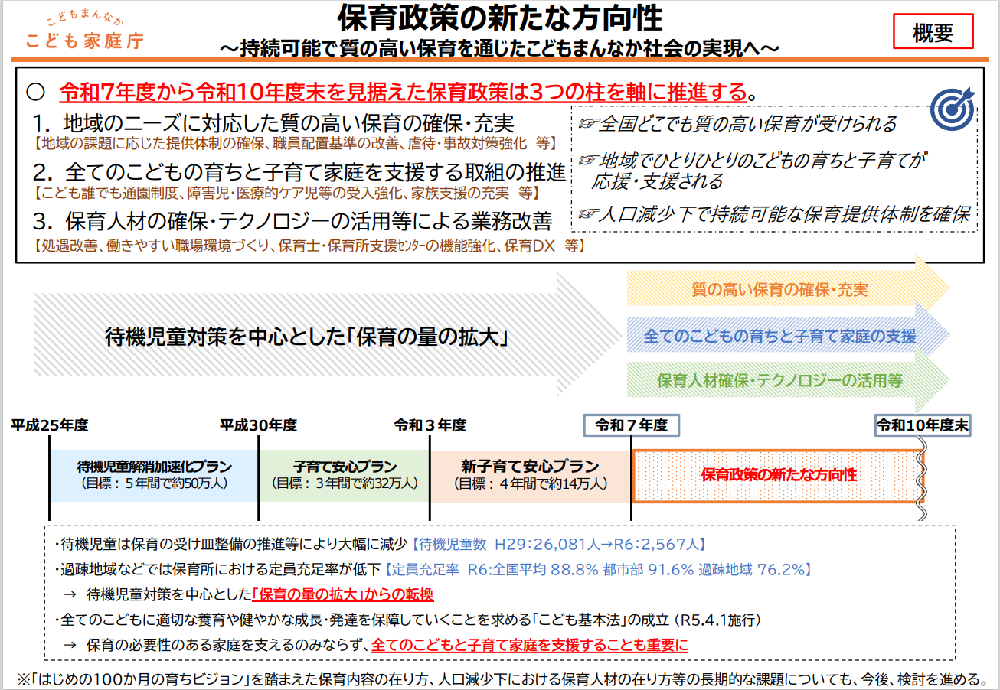 こどもまんなか
こども家庭庁
保育政策の新たな方向性
～持続可能で質の高い保育を通じたこどもまんなか社会の実現へ～
概要
○ 令和7年度から令和10年度末を見据えた保育政策は3つの柱を軸に推進する。
1. 地域のニーズに対応した質の高い保育の確保・充実
【地域の課題に応じた提供体制の確保、職員配置基準の改善、虐待・事故対策強化 等】
2. 全てのこどもの育ちと子育て家庭を支援する取組の推進
【こども誰でも通園制度、障害児・医療的ケア児等の受入強化、家族支援の充実 等】
3. 保育人材の確保・テクノロジーの活用等による業務改善
【処遇改善、働きやすい職場環境づくり、保育士・保育所支援ｾﾝﾀｰの機能強化、保育DX 等】
☞全国どこでも質の高い保育が受けられる
☞地域でひとりひとりのこどもの育ちと子育てが
応援・支援される
☞人口減少下で持続可能な保育提供体制を確保
待機児童対策を中心とした「保育の量の拡大」
質の高い保育の確保・充実
全てのこどもの育ちと子育て家庭の支援
保育人材確保・テクノロジーの活用等
平成25年度 平成30年度 令和３年度 令和７年度 令和10年度末
待機児童解消加速化プラン
（目標：５年間で約50万人）
子育て安心プラン
（目標：３年間で約32万人）
新子育て安心プラン
（目標：４年間で約14万人）
保育政策の新たな方向性
・待機児童は保育の受け皿整備の推進等により大幅に減少【待機児童数 H29：26,081人→R6：2,567人】
・過疎地域などでは保育所における定員充足率が低下【定員充足率 R6:全国平均 88.8% 都市部 91.6% 過疎地域 76.2%】
→ 待機児童対策を中心とした「保育の量の拡大」からの転換
・全てのこどもに適切な養育や健やかな成長・発達を保障していくことを求める「こども基本法」の成立（R5.4.1施行）
→ 保育の必要性のある家庭を支えるのみならず、全てのこどもと子育て家庭を支援することも重要に
※「はじめの100か月の育ちビジョン」を踏まえた保育内容の在り方、人口減少下における保育人材の在り方等の長期的な課題についても、今後、検討を進める。